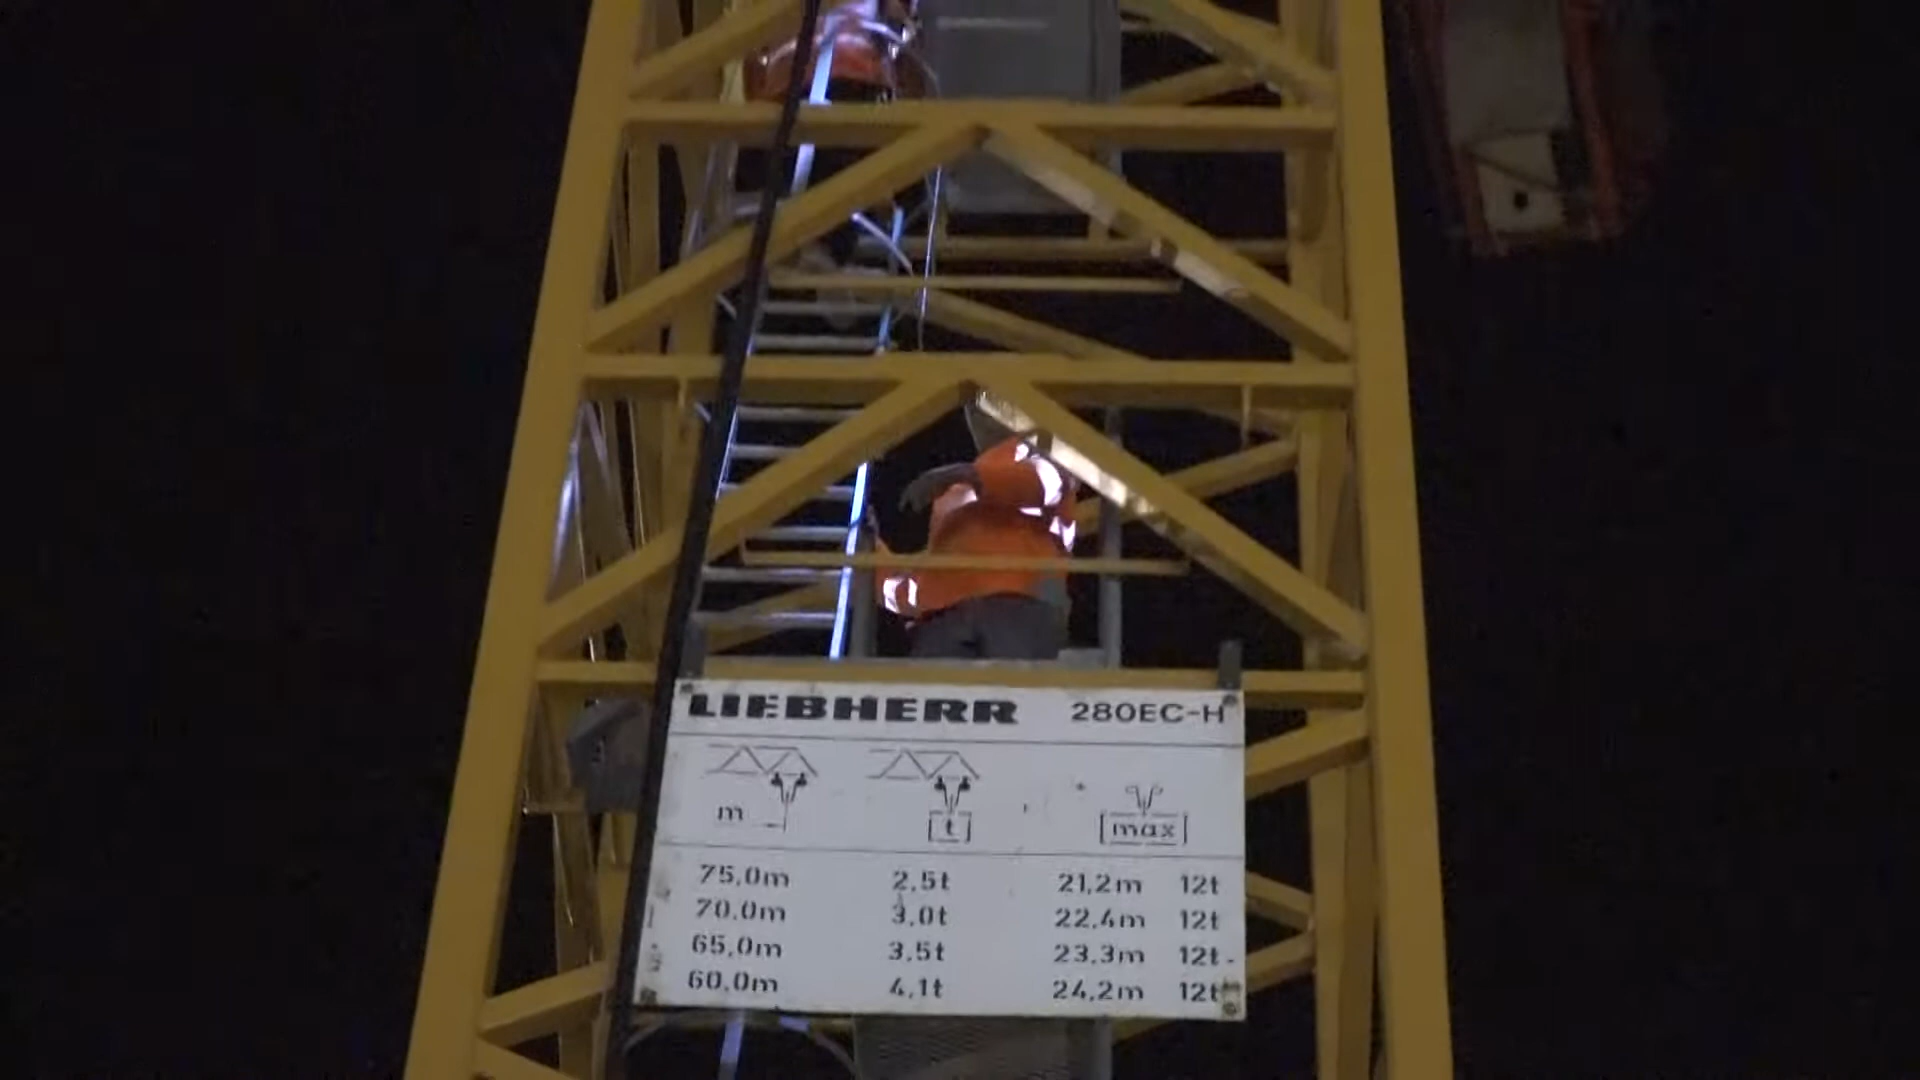 LIEBHERR 280EC-H
m [t] [max]
75,0m 2,5t 21,2m 12t
70,0m 3,0t 22,4m 12t
65,0m 3,5t 23,3m 12t
60,0m 4,1t 24,2m 12t